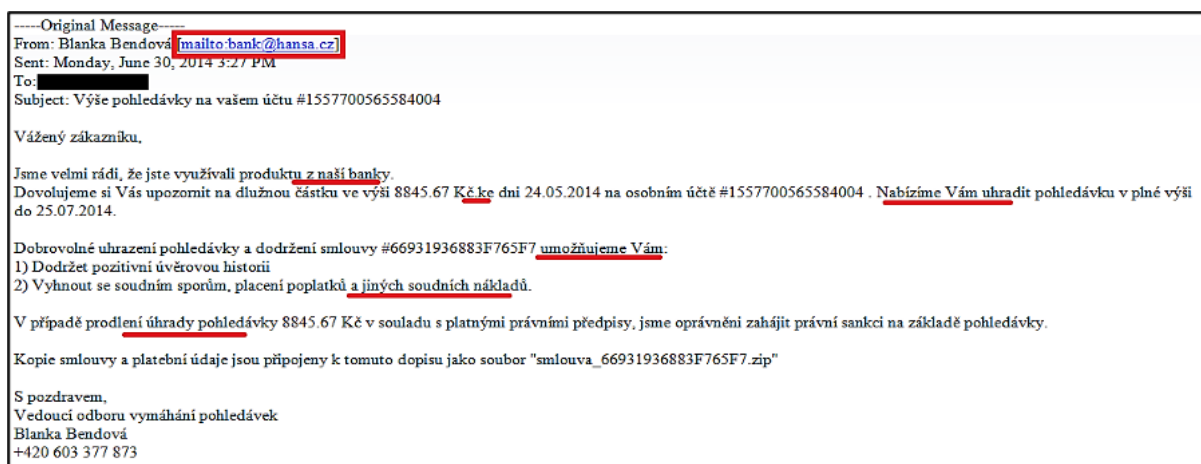 -----Original Message-----
From: Blanka Bendová [mailto:bank@hansa.cz]
Sent: Monday, June 30, 2014 3:27 PM
To:
Subject: Výše pohledávky na vašem účtu #1557700565584004
Vážený zákazníku,
Jsme velmi rádi, že jste využívali produktu z naší banky.
Dovolujeme si Vás upozornit na dlužnou částku ve výši 8845.67 Kč ke dni 24.05.2014 na osobním účtě #1557700565584004 . Nabízíme Vám uhradit pohledávku v plné výši
do 25.07.2014.
Dobrovolné uhrazení pohledávky a dodržení smlouvy #66931936883F765F7 umožňujeme Vám:
1) Dodržet pozitivní úvěrovou historii
2) Vyhnout se soudním sporům, placení poplatků a jiných soudních nákladů.
V případě prodlení úhrady pohledávky 8845.67 Kč v souladu s platnými právními předpisy, jsme oprávněni zahájit právní sankci na základě pohledávky.
Kopie smlouvy a platební údaje jsou připojeny k tomuto dopisu jako soubor "smlouva_66931936883F765F7.zip"
S pozdravem,
Vedoucí odboru vymáhání pohledávek
Blanka Bendová
+420 603 377 873